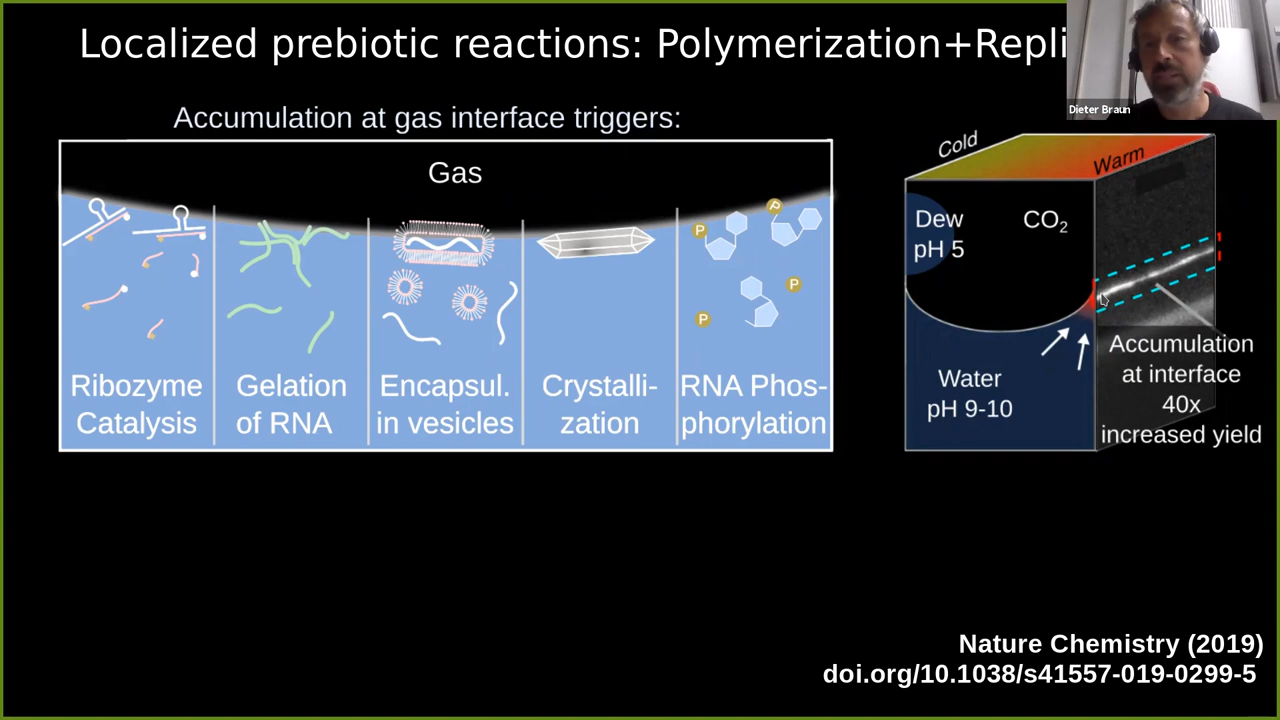 Localized prebiotic reactions: Polymerization+Repli
Dieter Braun
Accumulation at gas interface triggers:
Gas
P
P
P
P
Ribozyme
Catalysis
Gelation
of RNA
Encapsul.
in vesicles
Crystalli-
zation
RNA Phos-
phorylation
Cold
Warm
Dew
pH 5
CO₂
Water
pH 9-10
Accumulation
at interface
40x
increased yield
Nature Chemistry (2019)
doi.org/10.1038/s41557-019-0299-5